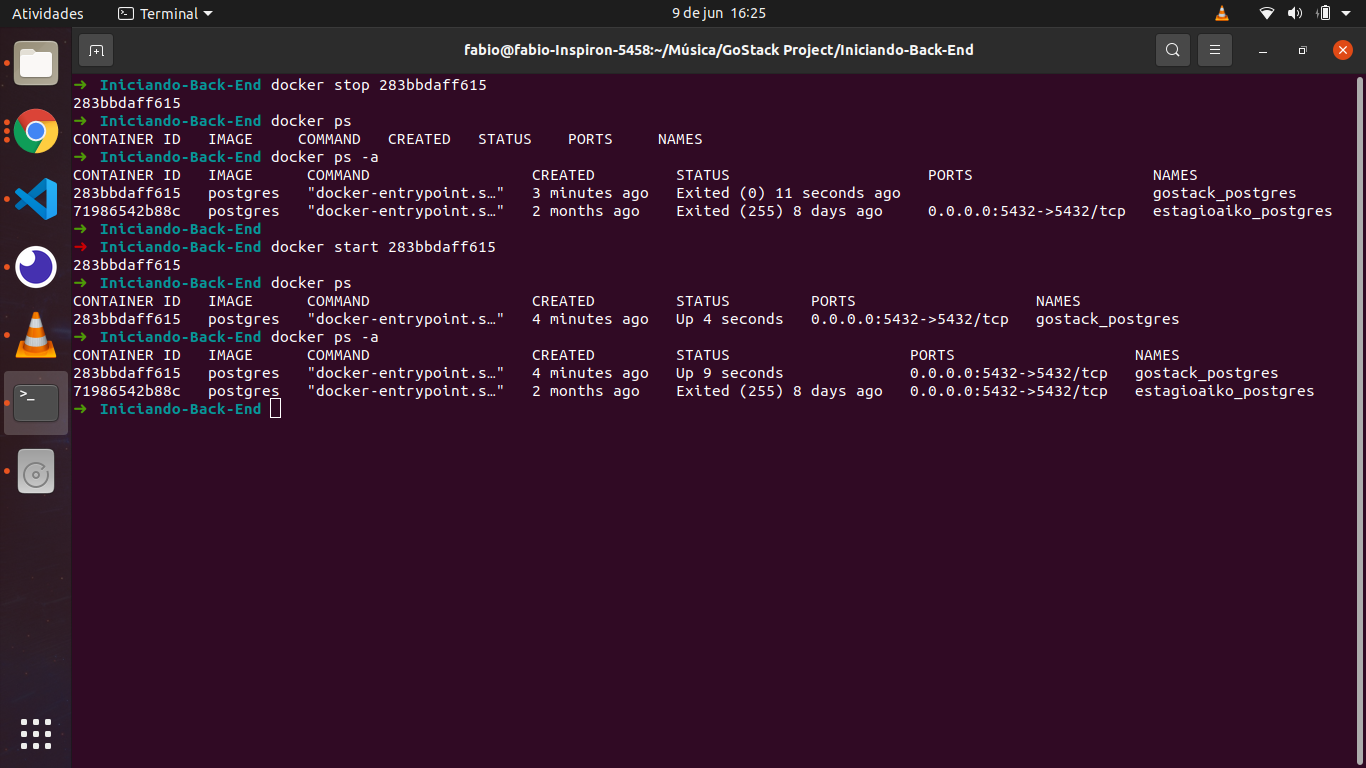 Atividades Terminal 9 de jun 16:25
fabio@fabio-Inspiron-5458:~/Música/GoStack Project/Iniciando-Back-End
➜ Iniciando-Back-End docker stop 283bbdaff615
283bbdaff615
➜ Iniciando-Back-End docker ps
CONTAINER ID IMAGE COMMAND CREATED STATUS PORTS NAMES
➜ Iniciando-Back-End docker ps -a
CONTAINER ID IMAGE COMMAND CREATED STATUS PORTS NAMES
283bbdaff615 postgres "docker-entrypoint.s…" 3 minutes ago Exited (0) 11 seconds ago gostack_postgres
71986542b88c postgres "docker-entrypoint.s…" 2 months ago Exited (255) 8 days ago 0.0.0.0:5432->5432/tcp estagioaiko_postgres
➜ Iniciando-Back-End
➜ Iniciando-Back-End docker start 283bbdaff615
283bbdaff615
➜ Iniciando-Back-End docker ps
CONTAINER ID IMAGE COMMAND CREATED STATUS PORTS NAMES
283bbdaff615 postgres "docker-entrypoint.s…" 4 minutes ago Up 4 seconds 0.0.0.0:5432->5432/tcp gostack_postgres
➜ Iniciando-Back-End docker ps -a
CONTAINER ID IMAGE COMMAND CREATED STATUS PORTS NAMES
283bbdaff615 postgres "docker-entrypoint.s…" 4 minutes ago Up 9 seconds 0.0.0.0:5432->5432/tcp gostack_postgres
71986542b88c postgres "docker-entrypoint.s…" 2 months ago Exited (255) 8 days ago 0.0.0.0:5432->5432/tcp estagioaiko_postgres
➜ Iniciando-Back-End